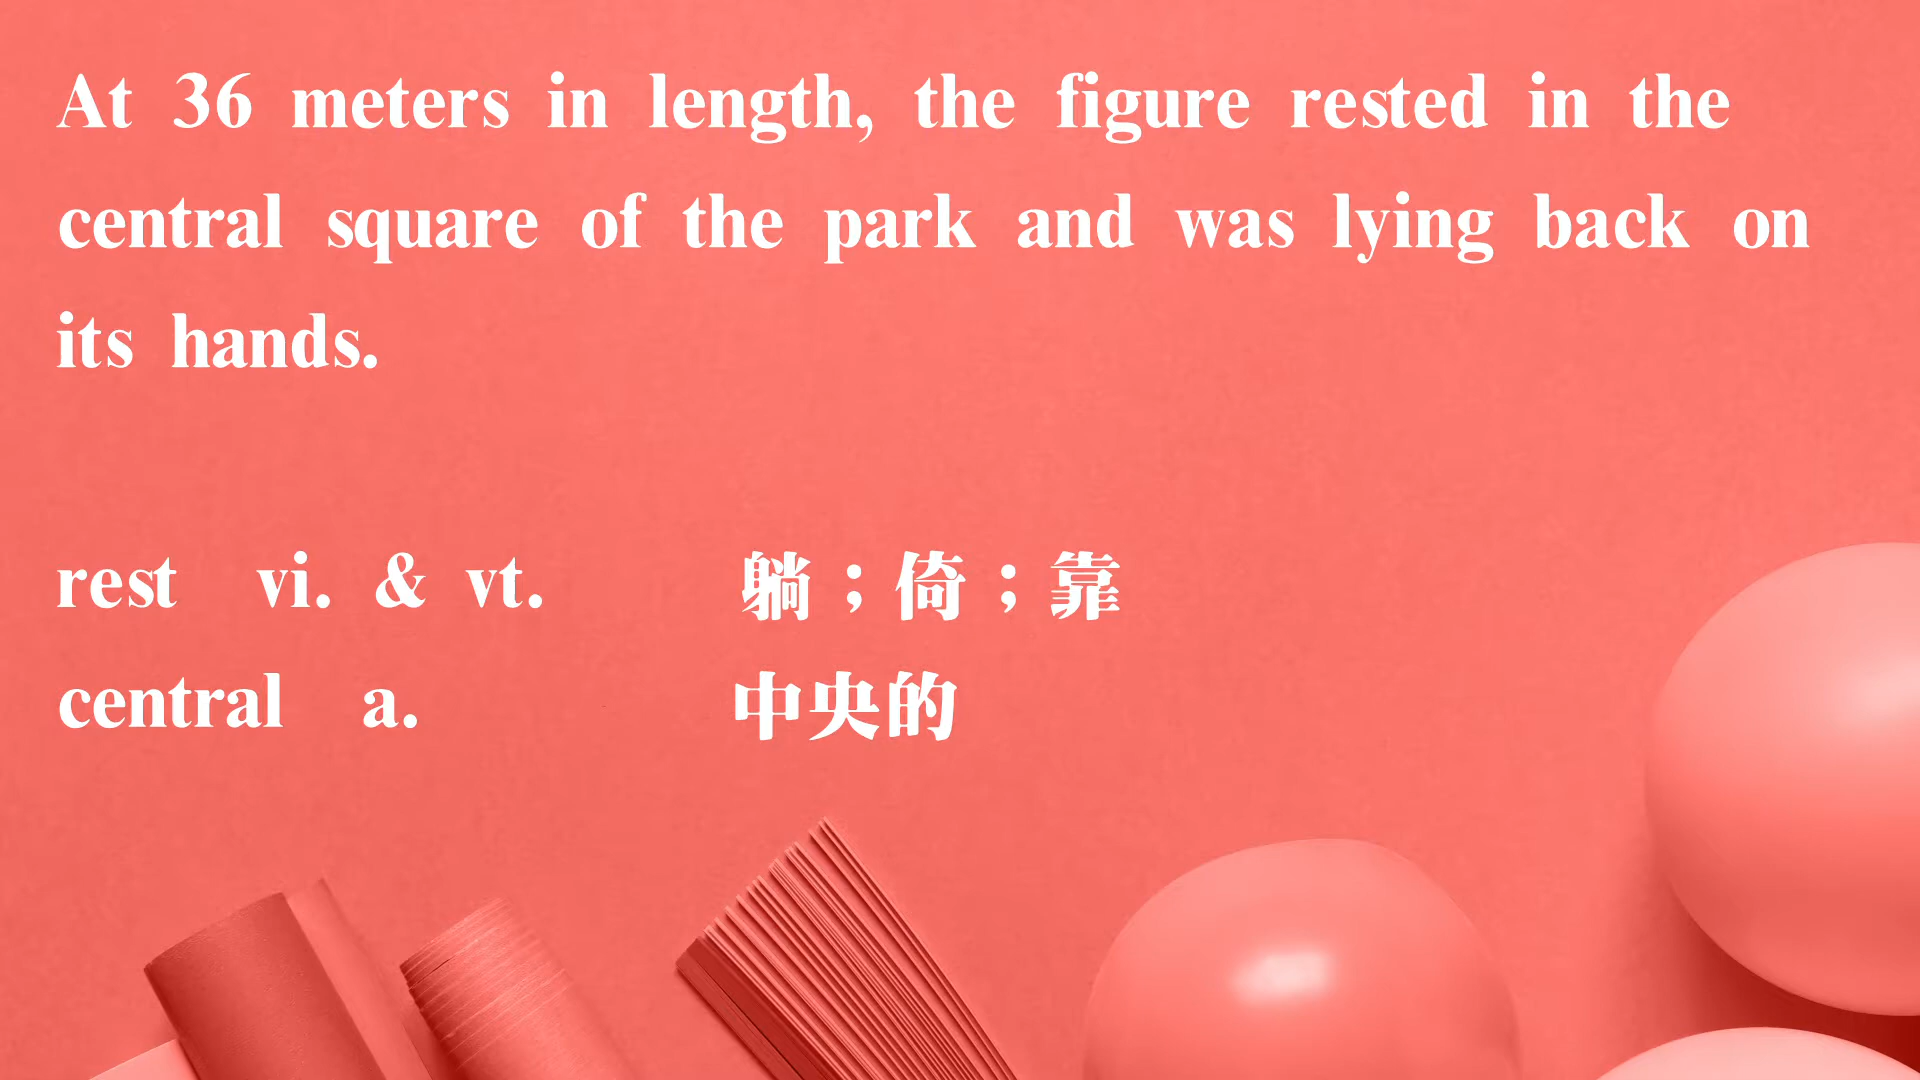 At 36 meters in length, the figure rested in the
central square of the park and was lying back on
its hands.
rest vi. & vt. 躺；倚；靠
central a. 中央的